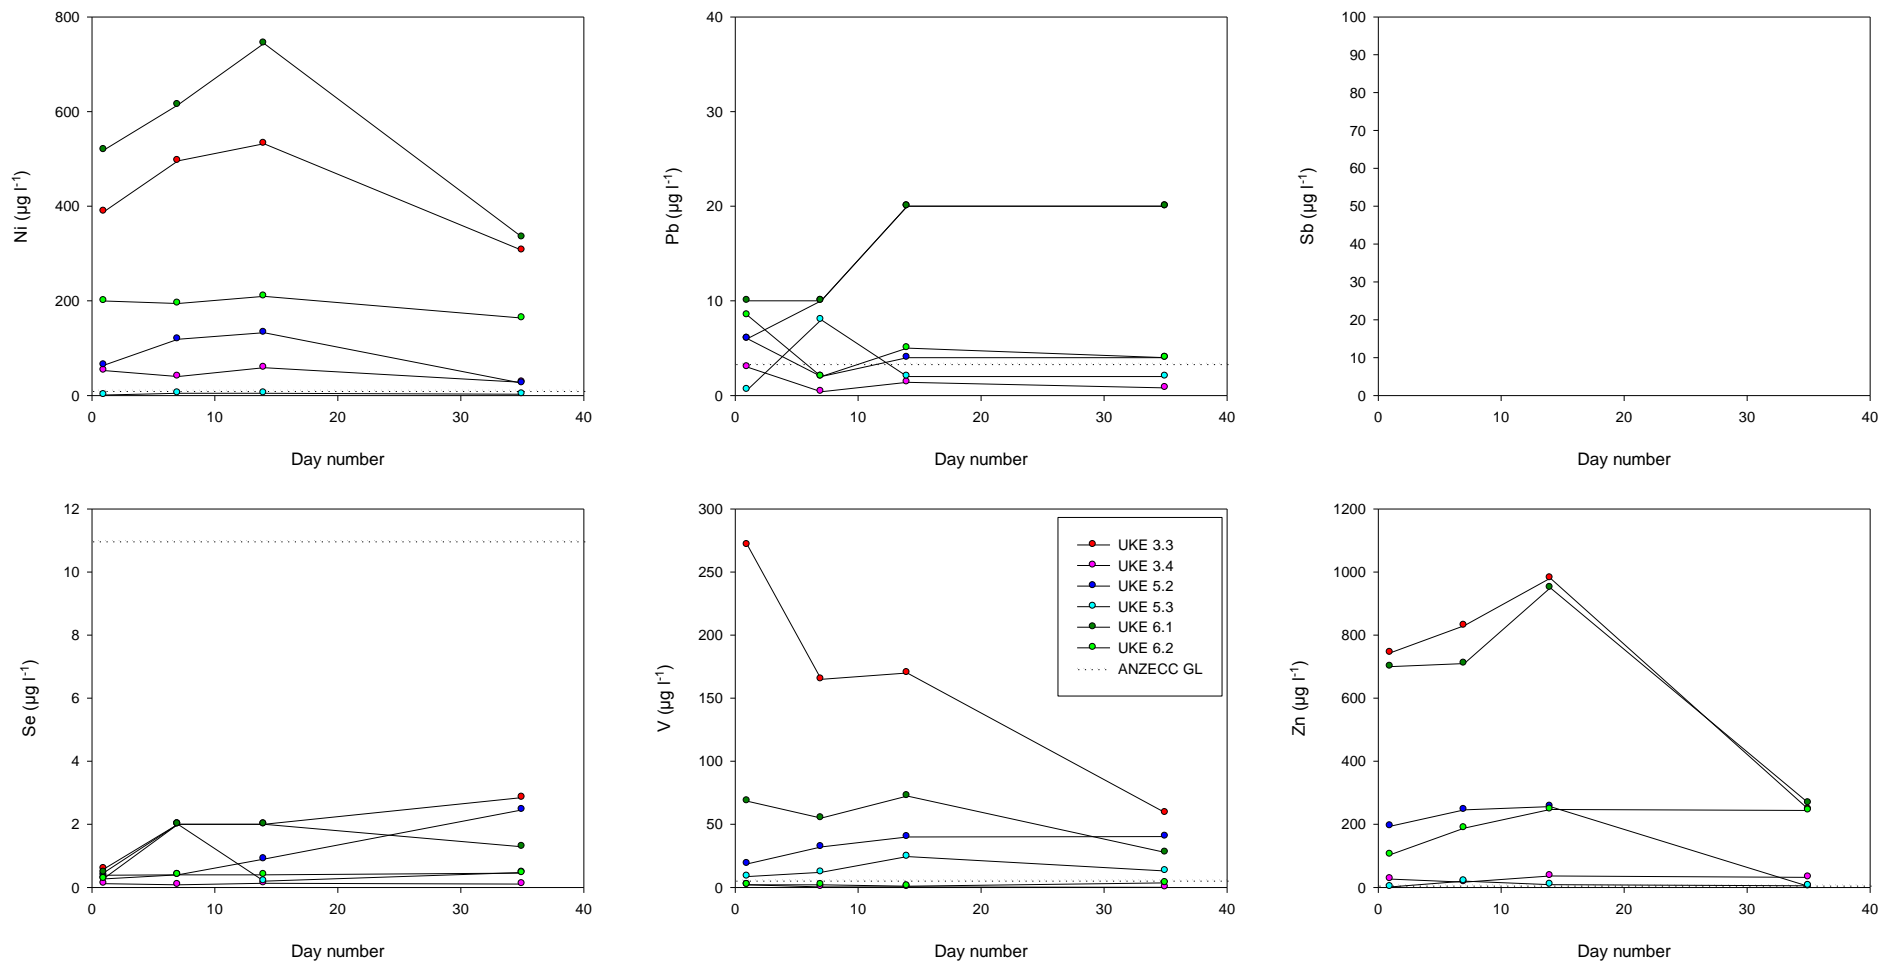 800
600
400
200
0
Ni (µg l-1)
0 10 20 30 40
Day number
40
30
20
10
0
Pb (µg l-1)
0 10 20 30 40
Day number
100
90
80
70
60
50
40
30
20
10
0
Sb (µg l-1)
0 10 20 30 40
Day number
12
10
8
6
4
2
0
Se (µg l-1)
0 10 20 30 40
Day number
300
250
200
150
100
50
0
V (µg l-1)
UKE 3.3
UKE 3.4
UKE 5.2
UKE 5.3
UKE 6.1
UKE 6.2
ANZECC GL
0 10 20 30 40
Day number
1200
1000
800
600
400
200
0
Zn (µg l-1)
0 10 20 30 40
Day number